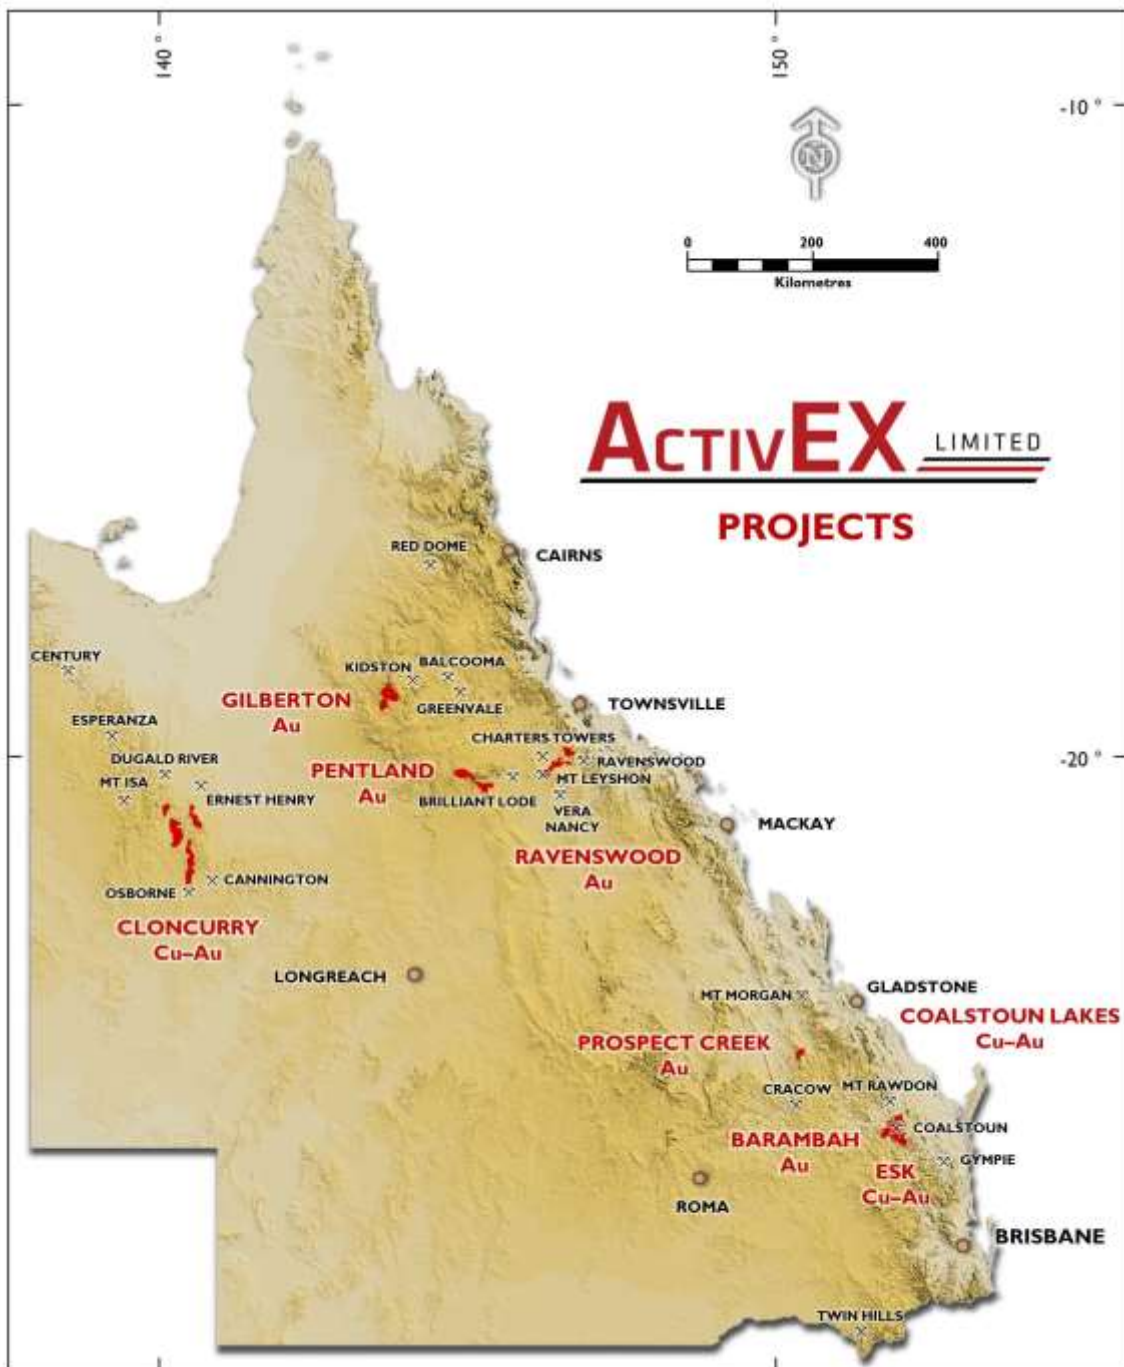 140 °
150 °
-10 °
N
0 200 400
Kilometres
ACTIVEX LIMITED
PROJECTS
RED DOME
CAIRNS
CENTURY
KIDSTON
BALCOOMA
GILBERTON
Au
GREENVALE
TOWNSVILLE
ESPERANZA
CHARTERS TOWERS
DUGALD RIVER
PENTLAND
Au
RAVENSWOOD
-20 °
MT ISA
MT LEYSHON
ERNEST HENRY
BRILLIANT LODE
VERA
NANCY
MACKAY
RAVENSWOOD
Au
CANNINGTON
OSBORNE
CLONCURRY
Cu–Au
LONGREACH
MT MORGAN
GLADSTONE
COALSTOUN LAKES
Cu–Au
PROSPECT CREEK
Au
CRACOW
MT RAWDON
COALSTOUN
BARAMBAH
Au
GYMPIE
ESK
Cu–Au
ROMA
BRISBANE
TWIN HILLS